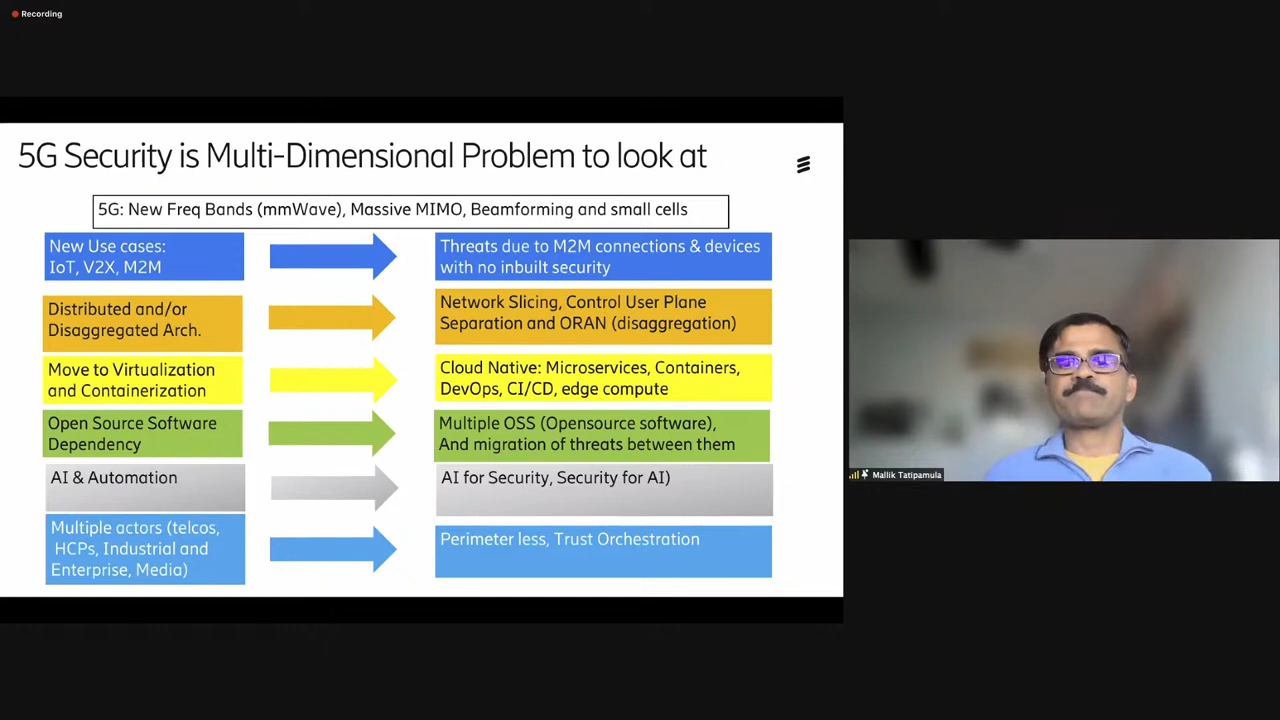 Recording
5G Security is Multi-Dimensional Problem to look at
5G: New Freq Bands (mmWave), Massive MIMO, Beamforming and small cells
New Use cases:
IoT, V2X, M2M
Threats due to M2M connections & devices
with no inbuilt security
Distributed and/or
Disaggregated Arch.
Network Slicing, Control User Plane
Separation and ORAN (disaggregation)
Move to Virtualization
and Containerization
Cloud Native: Microservices, Containers,
DevOps, CI/CD, edge compute
Open Source Software
Dependency
Multiple OSS (Opensource software),
And migration of threats between them
AI & Automation
AI for Security, Security for AI)
Multiple actors (telcos,
HCPs, Industrial and
Enterprise, Media)
Perimeter less, Trust Orchestration
Mallik Tatipamula